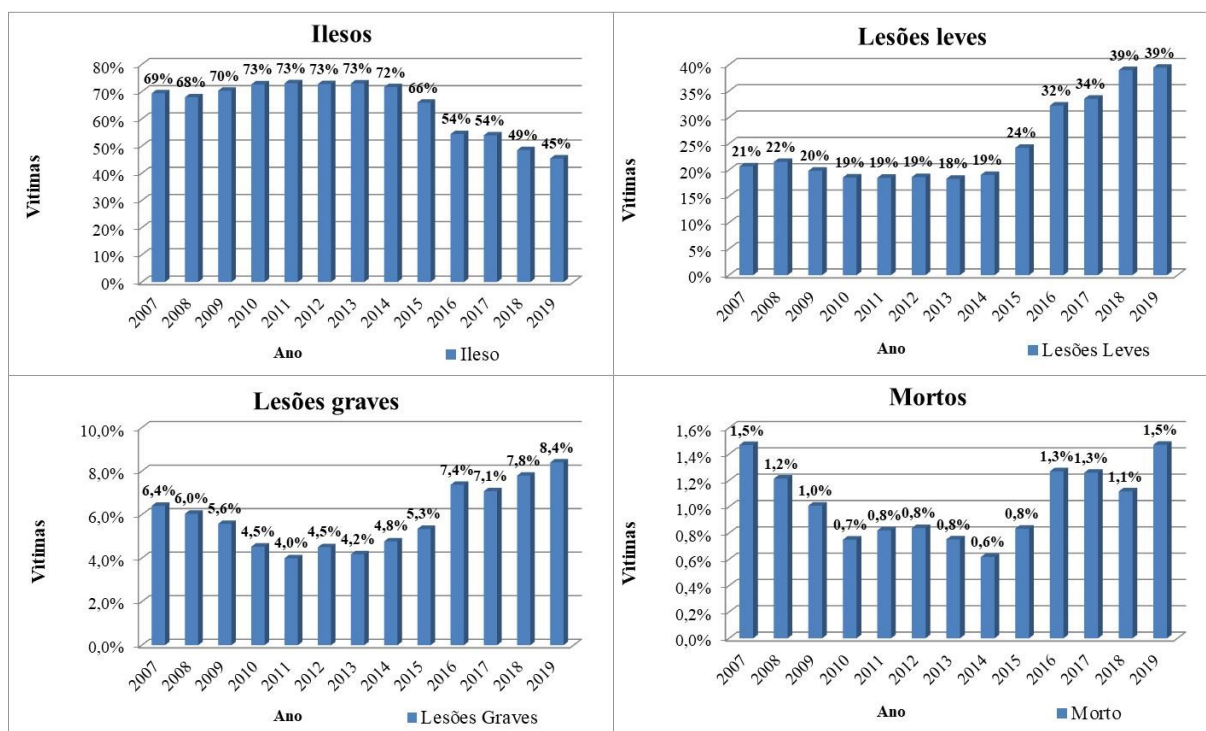 Ilesos
80%
70%
60%
50%
40%
30%
20%
10%
0%
69% 68% 70% 73% 73% 73% 73% 72% 66% 54% 54% 49% 45%
Vitimas
2007 2008 2009 2010 2011 2012 2013 2014 2015 2016 2017 2018 2019
Ano
Ileso
Lesões leves
40%
35%
30%
25%
20%
15%
10%
5%
0%
21% 22% 20% 19% 19% 19% 18% 19% 24% 32% 34% 39% 39%
Vitimas
2007 2008 2009 2010 2011 2012 2013 2014 2015 2016 2017 2018 2019
Ano
Lesões Leves
Lesões graves
10,0%
8,0%
6,0%
4,0%
2,0%
0,0%
6,4% 6,0% 5,6% 4,5% 4,0% 4,5% 4,2% 4,8% 5,3% 7,4% 7,1% 7,8% 8,4%
Vitimas
2007 2008 2009 2010 2011 2012 2013 2014 2015 2016 2017 2018 2019
Ano
Lesões Graves
Mortos
1,6%
1,4%
1,2%
1,0%
0,8%
0,6%
0,4%
0,2%
0,0%
1,5% 1,2% 1,0% 0,7% 0,8% 0,8% 0,8% 0,6% 0,8% 1,3% 1,3% 1,1% 1,5%
Vitimas
2007 2008 2009 2010 2011 2012 2013 2014 2015 2016 2017 2018 2019
Ano
Morto